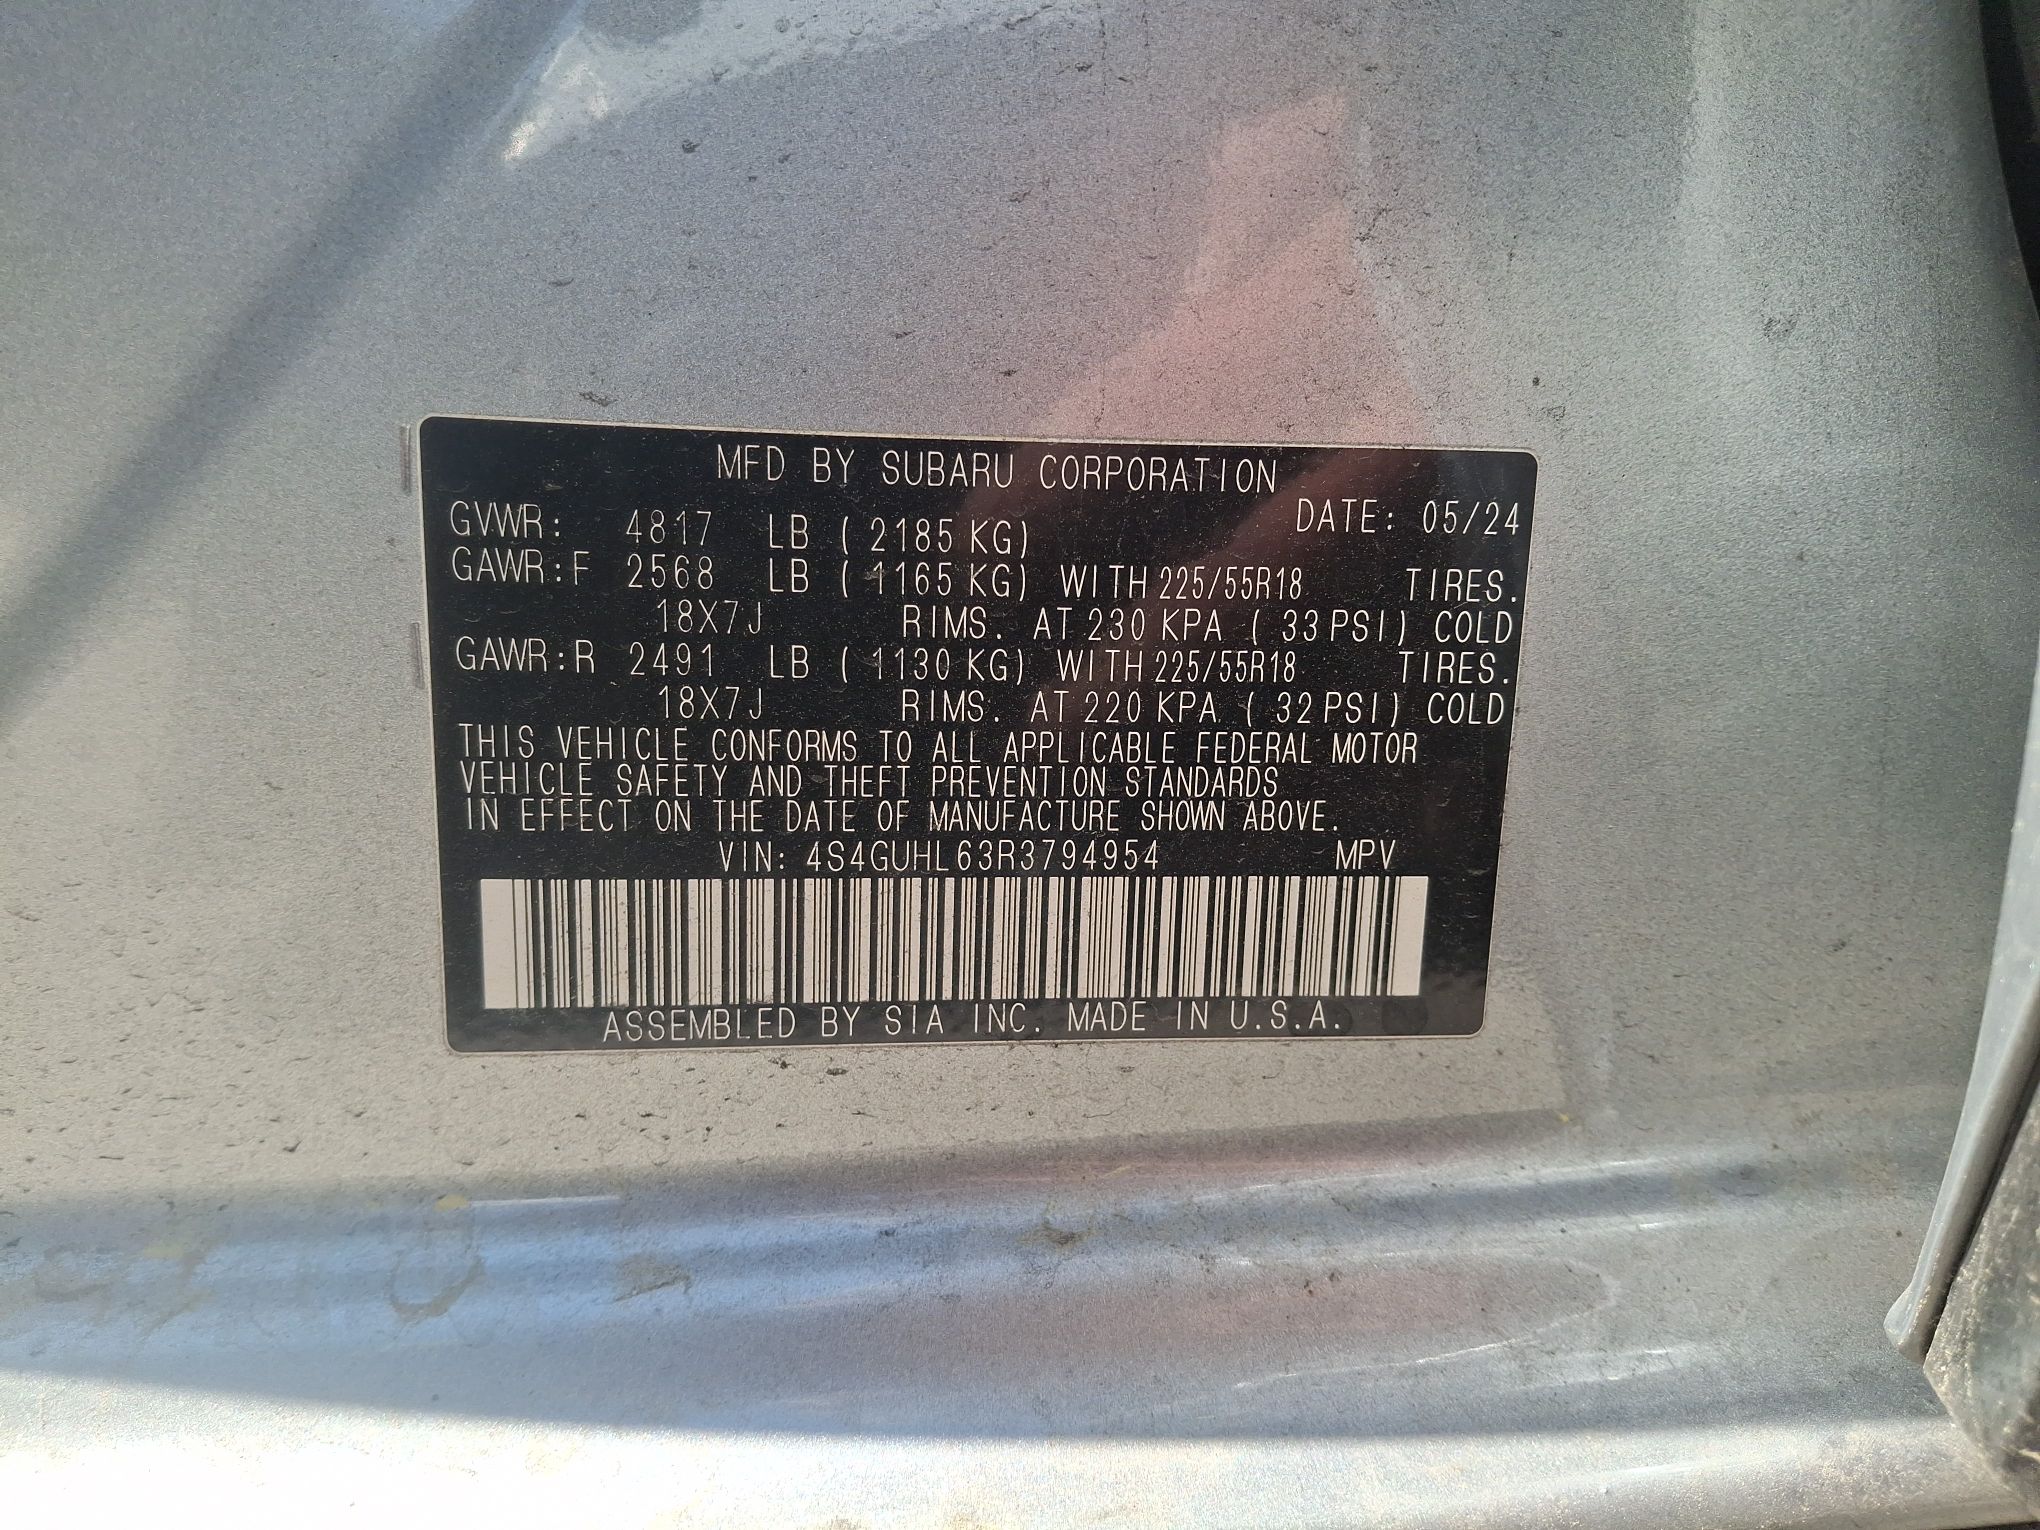 MFD BY SUBARU CORPORATION
GVWR: 4817 LB ( 2185 KG) DATE: 05/24
GAWR:F 2568 LB ( 1165 KG) WITH 225/55R18 TIRES.
18X7J RIMS. AT 230 KPA ( 33 PSI) COLD
GAWR:R 2491 LB ( 1130 KG) WITH 225/55R18 TIRES.
18X7J RIMS. AT 220 KPA ( 32 PSI) COLD
THIS VEHICLE CONFORMS TO ALL APPLICABLE FEDERAL MOTOR
VEHICLE SAFETY AND THEFT PREVENTION STANDARDS
IN EFFECT ON THE DATE OF MANUFACTURE SHOWN ABOVE.
VIN: 4S4GUHL63R3794954 MPV
ASSEMBLED BY SIA INC. MADE IN U.S.A.